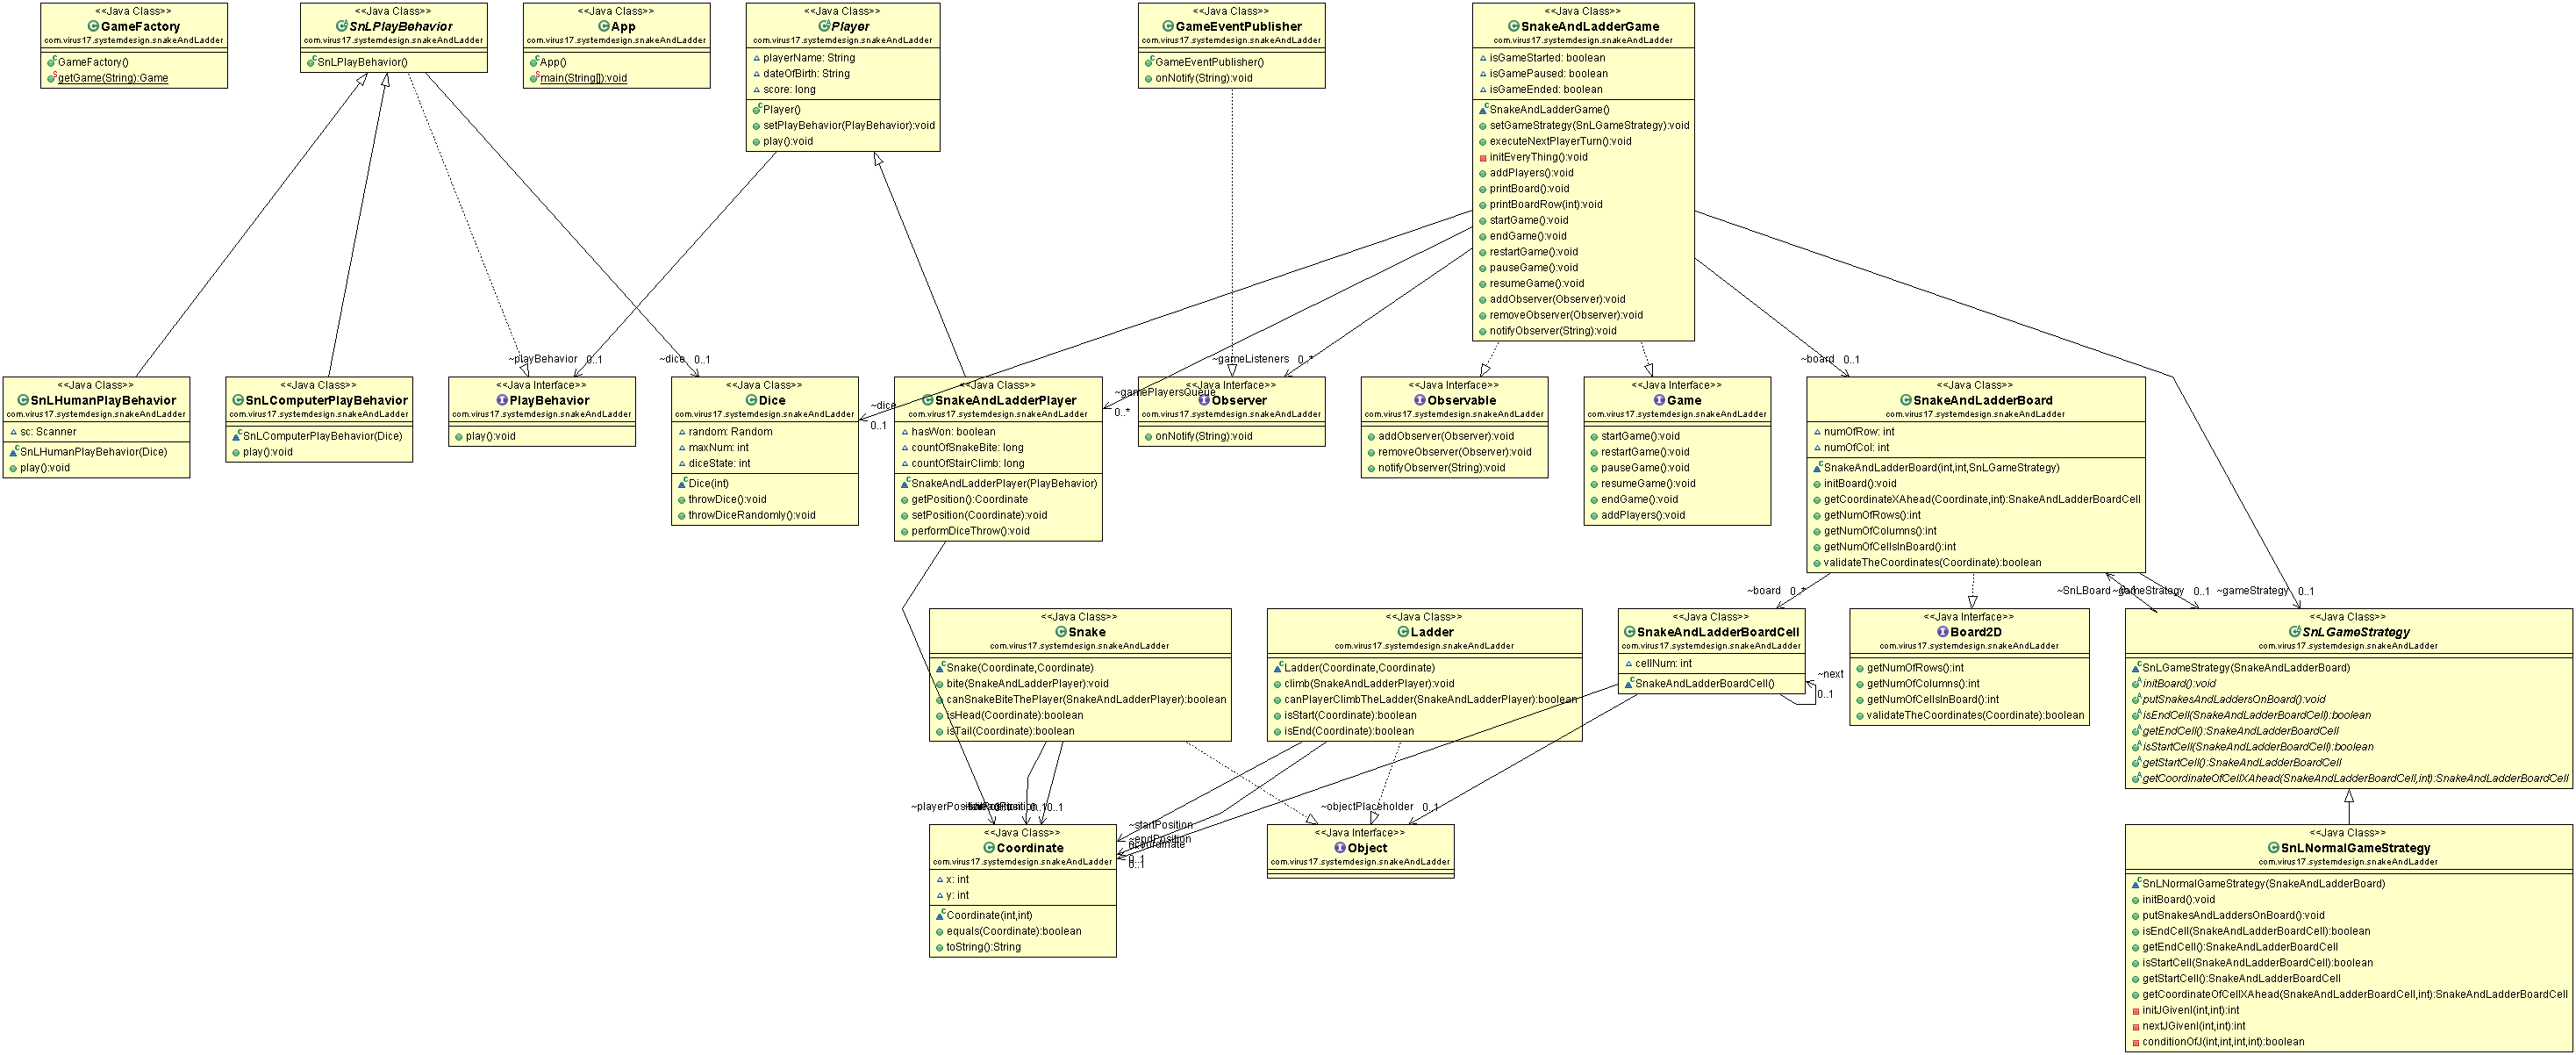 <<Java Class>>
GameFactory
com.virus17.systemdesign.snakeAndLadder
GameFactory()
getGame(String):Game
<<Java Class>>
SnLPlayBehavior
com.virus17.systemdesign.snakeAndLadder
SnLPlayBehavior()
<<Java Class>>
App
com.virus17.systemdesign.snakeAndLadder
App()
main(String[]):void
<<Java Class>>
Player
com.virus17.systemdesign.snakeAndLadder
playerName: String
dateOfBirth: String
score: long
Player()
setPlayBehavior(PlayBehavior):void
play():void
<<Java Class>>
GameEventPublisher
com.virus17.systemdesign.snakeAndLadder
GameEventPublisher()
onNotify(String):void
<<Java Class>>
SnakeAndLadderGame
com.virus17.systemdesign.snakeAndLadder
isGameStarted: boolean
isGamePaused: boolean
isGameEnded: boolean
SnakeAndLadderGame()
setGameStrategy(SnLGameStrategy):void
executeNextPlayerTurn():void
initEveryThing():void
addPlayers():void
printBoard():void
printBoardRow(int):void
startGame():void
endGame():void
restartGame():void
pauseGame():void
resumeGame():void
addObserver(Observer):void
removeObserver(Observer):void
notifyObserver(String):void
~playBehavior 0..1
~dice 0..1
~dice
0..1
~gamePlayersQueue
0..*
~gameListeners 0..*
~board 0..1
<<Java Class>>
SnLHumanPlayBehavior
com.virus17.systemdesign.snakeAndLadder
sc: Scanner
SnLHumanPlayBehavior(Dice)
play():void
<<Java Class>>
SnLComputerPlayBehavior
com.virus17.systemdesign.snakeAndLadder
SnLComputerPlayBehavior(Dice)
play():void
<<Java Interface>>
PlayBehavior
com.virus17.systemdesign.snakeAndLadder
play():void
<<Java Class>>
Dice
com.virus17.systemdesign.snakeAndLadder
random: Random
maxNum: int
diceState: int
Dice(int)
throwDice():void
throwDiceRandomly():void
<<Java Class>>
SnakeAndLadderPlayer
com.virus17.systemdesign.snakeAndLadder
hasWon: boolean
countOfSnakeBite: long
countOfStairClimb: long
SnakeAndLadderPlayer(PlayBehavior)
getPosition():Coordinate
setPosition(Coordinate):void
performDiceThrow():void
<<Java Interface>>
Observer
com.virus17.systemdesign.snakeAndLadder
onNotify(String):void
<<Java Interface>>
Observable
com.virus17.systemdesign.snakeAndLadder
addObserver(Observer):void
removeObserver(Observer):void
notifyObserver(String):void
<<Java Interface>>
Game
com.virus17.systemdesign.snakeAndLadder
startGame():void
restartGame():void
pauseGame():void
resumeGame():void
endGame():void
addPlayers():void
<<Java Class>>
SnakeAndLadderBoard
com.virus17.systemdesign.snakeAndLadder
numOfRow: int
numOfCol: int
SnakeAndLadderBoard(int,int,SnLGameStrategy)
initBoard():void
getCoordinateXAhead(Coordinate,int):SnakeAndLadderBoardCell
getNumOfRows():int
getNumOfColumns():int
getNumOfCellsInBoard():int
validateTheCoordinates(Coordinate):boolean
~board 0..*
~SnLBoard
~gameStrategy 0..1
~gameStrategy 0..1
<<Java Class>>
Snake
com.virus17.systemdesign.snakeAndLadder
Snake(Coordinate,Coordinate)
bite(SnakeAndLadderPlayer):void
canSnakeBiteThePlayer(SnakeAndLadderPlayer):boolean
isHead(Coordinate):boolean
isTail(Coordinate):boolean
<<Java Class>>
Ladder
com.virus17.systemdesign.snakeAndLadder
Ladder(Coordinate,Coordinate)
climb(SnakeAndLadderPlayer):void
canPlayerClimbTheLadder(SnakeAndLadderPlayer):boolean
isStart(Coordinate):boolean
isEnd(Coordinate):boolean
<<Java Class>>
SnakeAndLadderBoardCell
com.virus17.systemdesign.snakeAndLadder
cellNum: int
SnakeAndLadderBoardCell()
~next
0..1
<<Java Interface>>
Board2D
com.virus17.systemdesign.snakeAndLadder
getNumOfRows():int
getNumOfColumns():int
getNumOfCellsInBoard():int
validateTheCoordinates(Coordinate):boolean
<<Java Class>>
SnLGameStrategy
com.virus17.systemdesign.snakeAndLadder
SnLGameStrategy(SnakeAndLadderBoard)
initBoard():void
putSnakesAndLaddersOnBoard():void
isEndCell(SnakeAndLadderBoardCell):boolean
getEndCell():SnakeAndLadderBoardCell
isStartCell(SnakeAndLadderBoardCell):boolean
getStartCell():SnakeAndLadderBoardCell
getCoordinateOfCellXAhead(SnakeAndLadderBoardCell,int):SnakeAndLadderBoardCell
0..1
~startPosition
~endPosition
0..1
0..1
~objectPlaceholder 0..1
<<Java Class>>
Coordinate
com.virus17.systemdesign.snakeAndLadder
x: int
y: int
Coordinate(int,int)
equals(Coordinate):boolean
toString():String
<<Java Interface>>
Object
com.virus17.systemdesign.snakeAndLadder
<<Java Class>>
SnLNormalGameStrategy
com.virus17.systemdesign.snakeAndLadder
SnLNormalGameStrategy(SnakeAndLadderBoard)
initBoard():void
putSnakesAndLaddersOnBoard():void
isEndCell(SnakeAndLadderBoardCell):boolean
getEndCell():SnakeAndLadderBoardCell
isStartCell(SnakeAndLadderBoardCell):boolean
getStartCell():SnakeAndLadderBoardCell
getCoordinateOfCellXAhead(SnakeAndLadderBoardCell,int):SnakeAndLadderBoardCell
initJGivenI(int,int):int
nextJGivenI(int,int):int
conditionOfJ(int,int,int,int):boolean